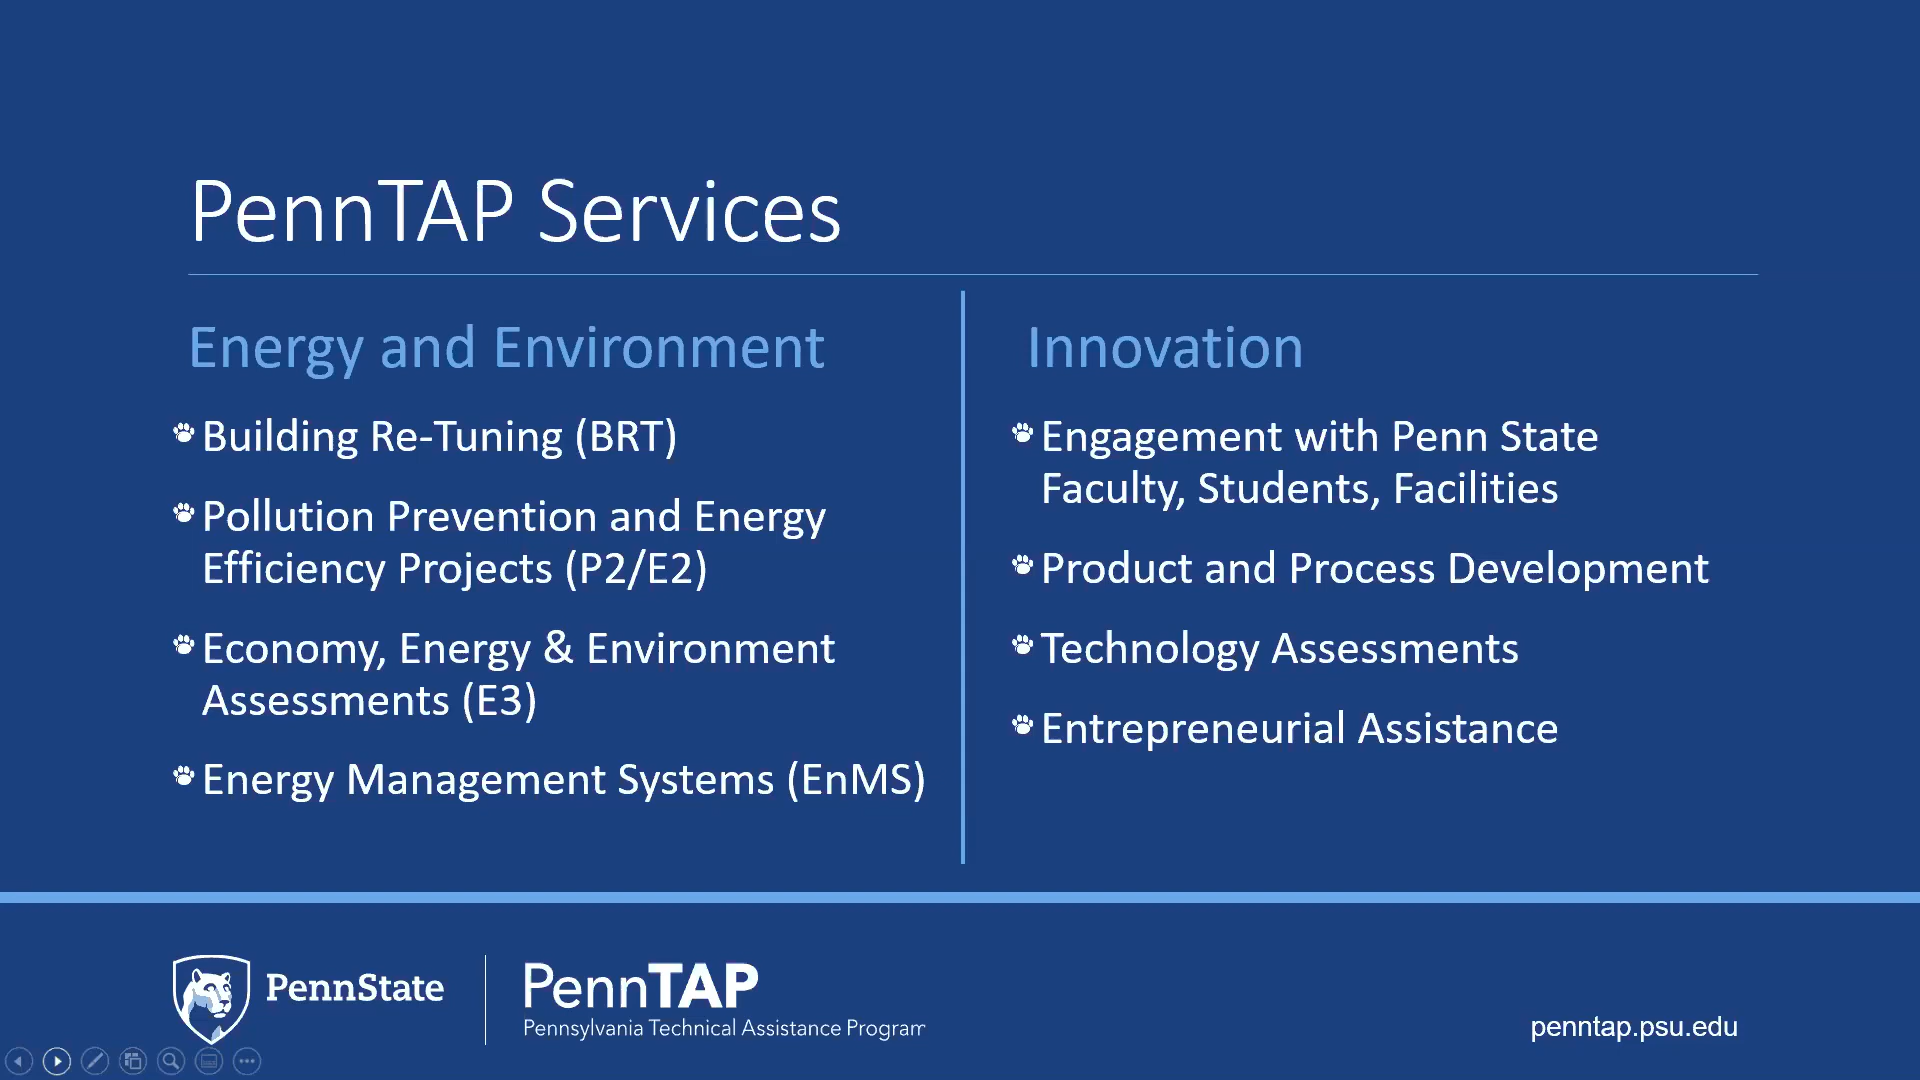 PennTAP Services
Energy and Environment
Building Re-Tuning (BRT)
Pollution Prevention and Energy
Efficiency Projects (P2/E2)
Economy, Energy & Environment
Assessments (E3)
Energy Management Systems (EnMS)
Innovation
Engagement with Penn State
Faculty, Students, Facilities
Product and Process Development
Technology Assessments
Entrepreneurial Assistance
PennState
PennTAP
Pennsylvania Technical Assistance Program
penntap.psu.edu